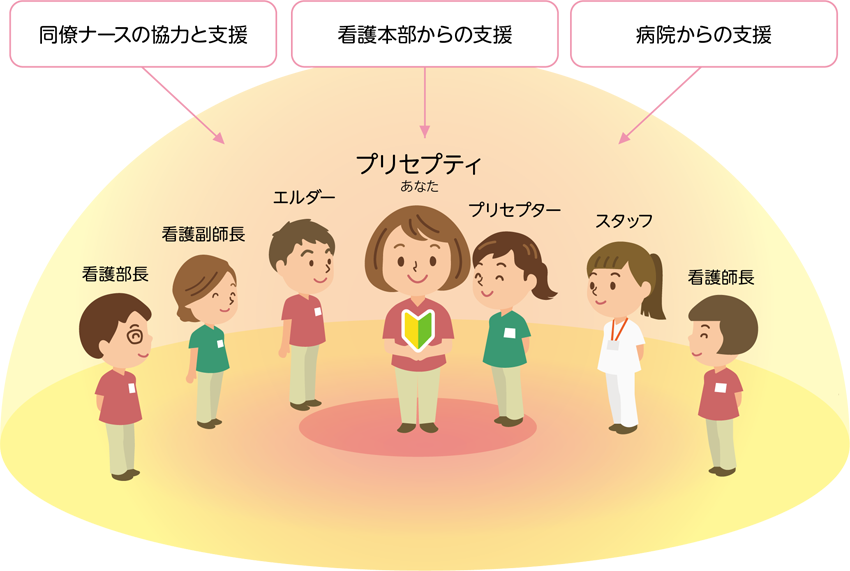 同僚ナースの協力と支援
看護本部からの支援
病院からの支援
プリセプティ
あなた
エルダー
プリセプター
スタッフ
看護副師長
看護部長
看護師長